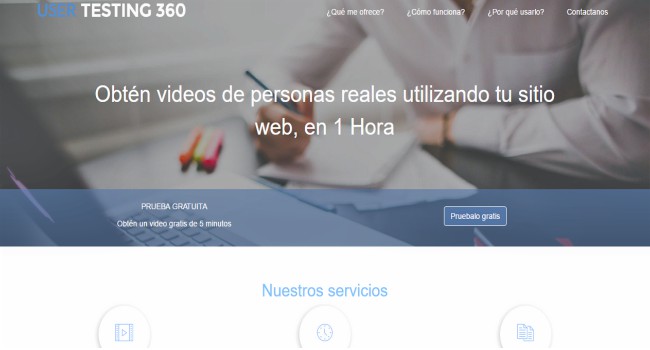 USER TESTING 360
¿Qué me ofrece?
¿Cómo funciona?
¿Por qué usarlo?
Contactanos
Obtén videos de personas reales utilizando tu sitio
web, en 1 Hora
PRUEBA GRATUITA
Obtén un video gratis de 5 minutos
Pruebalo gratis
Nuestros servicios